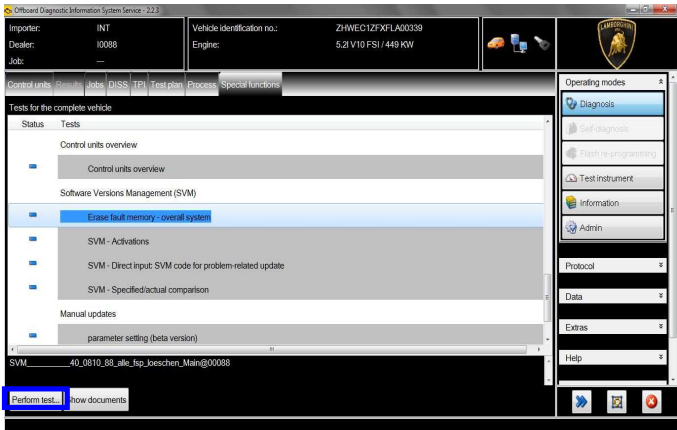 Offboard Diagnostic Information System Service - 2.2.3
Importer: INT
Dealer: I0088
Job: ---
Vehicle identification no.: ZHWEC1ZFXFLA00339
Engine: 5.2l V10 FSI / 449 KW
LAMBORGHINI
Control units Results Jobs DISS TPI Test plan Process Special functions
Tests for the complete vehicle
Status Tests
Control units overview
Control units overview
Software Versions Management (SVM)
Erase fault memory - overall system
SVM - Activations
SVM - Direct input: SVM code for problem-related update
SVM - Specified/actual comparison
Manual updates
parameter setting (beta version)
SVM_______40_0810_88_alle_fsp_loeschen_Main@00088
Perform test...
Show documents
Operating modes
Diagnosis
Self-diagnosis
Flash re-programming
Test instrument
Information
Admin
Protocol
Data
Extras
Help